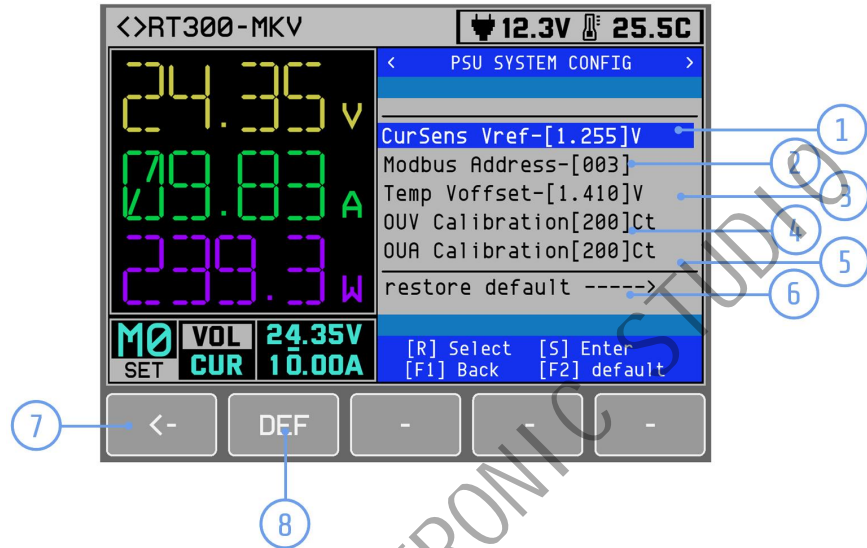 <>RT300-MKV
12.3V 25.5C
24.35 V
09.83 A
239.3 W
< PSU SYSTEM CONFIG >
CurSens Vref-[1.255]V
Modbus Address-[003]
Temp Voffset-[1.410]V
OUV Calibration[200]Ct
OUA Calibration[200]Ct
restore default ----->
M0 SET
VOL 24.35V
CUR 10.00A
[R] Select [S] Enter
[F1] Back [F2] default
<- DEF - - -
1
2
3
4
5
6
7
8
TRONIC STUDIO